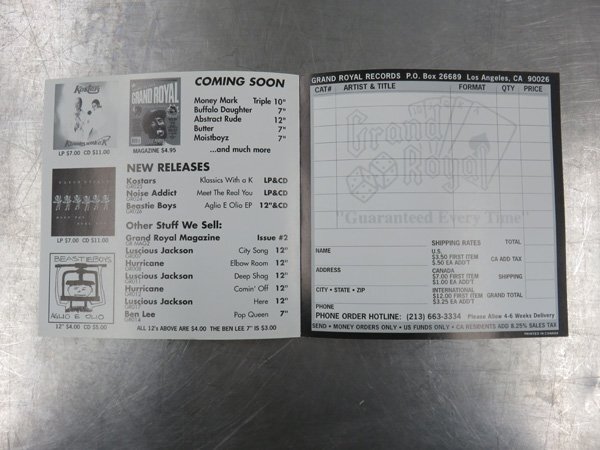 Kostars
Klassics with a K
LP $7.00 CD $11.00
GRAND ROYAL
MAGAZINE $4.95
COMING SOON
Money Mark Triple 10"
Buffalo Daughter 7"
Abstract Rude 12"
Butter 7"
Moistboyz 7"
...and much more
LP $7.00 CD $11.00
NEW RELEASES
Kostars Klassics With a K LP&CD
Noise Addict Meet The Real You LP&CD
Beastie Boys Aglio E Olio EP 12"&CD
GR026
BEASTIE BOYS
AGLIO E OLIO
12" $4.00 CD $5.00
Other Stuff We Sell:
Grand Royal Magazine Issue #2
GR MAG2
Luscious Jackson City Song 12"
Hurricane Elbow Room 12"
GR008
Luscious Jackson Deep Shag 12"
GR011
Hurricane Comin' Off 12"
GR012
Luscious Jackson Here 12"
Ben Lee Pop Queen 7"
GR014
ALL 12's ABOVE ARE $4.00 THE BEN LEE 7" IS $3.00
GRAND ROYAL RECORDS P.O. Box 26689 Los Angeles, CA 90026
CAT# ARTIST & TITLE FORMAT QTY PRICE
Grand
Royal
"Guaranteed Every Time"
SHIPPING RATES TOTAL
NAME U.S.
$3.50 FIRST ITEM CA ADD TAX
$.50 EA ADD'T
ADDRESS CANADA
$7.00 FIRST ITEM SHIPPING
$1.00 EA ADD'T
CITY • STATE • ZIP INTERNATIONAL
$12.00 FIRST ITEM GRAND TOTAL
$3.25 EA ADD'T
PHONE
PHONE ORDER HOTLINE: (213) 663-3334 Please Allow 4-6 Weeks Delivery
SEND • MONEY ORDERS ONLY • US FUNDS ONLY • CA RESIDENTS ADD 8.25% SALES TAX
PRINTED IN CANADA